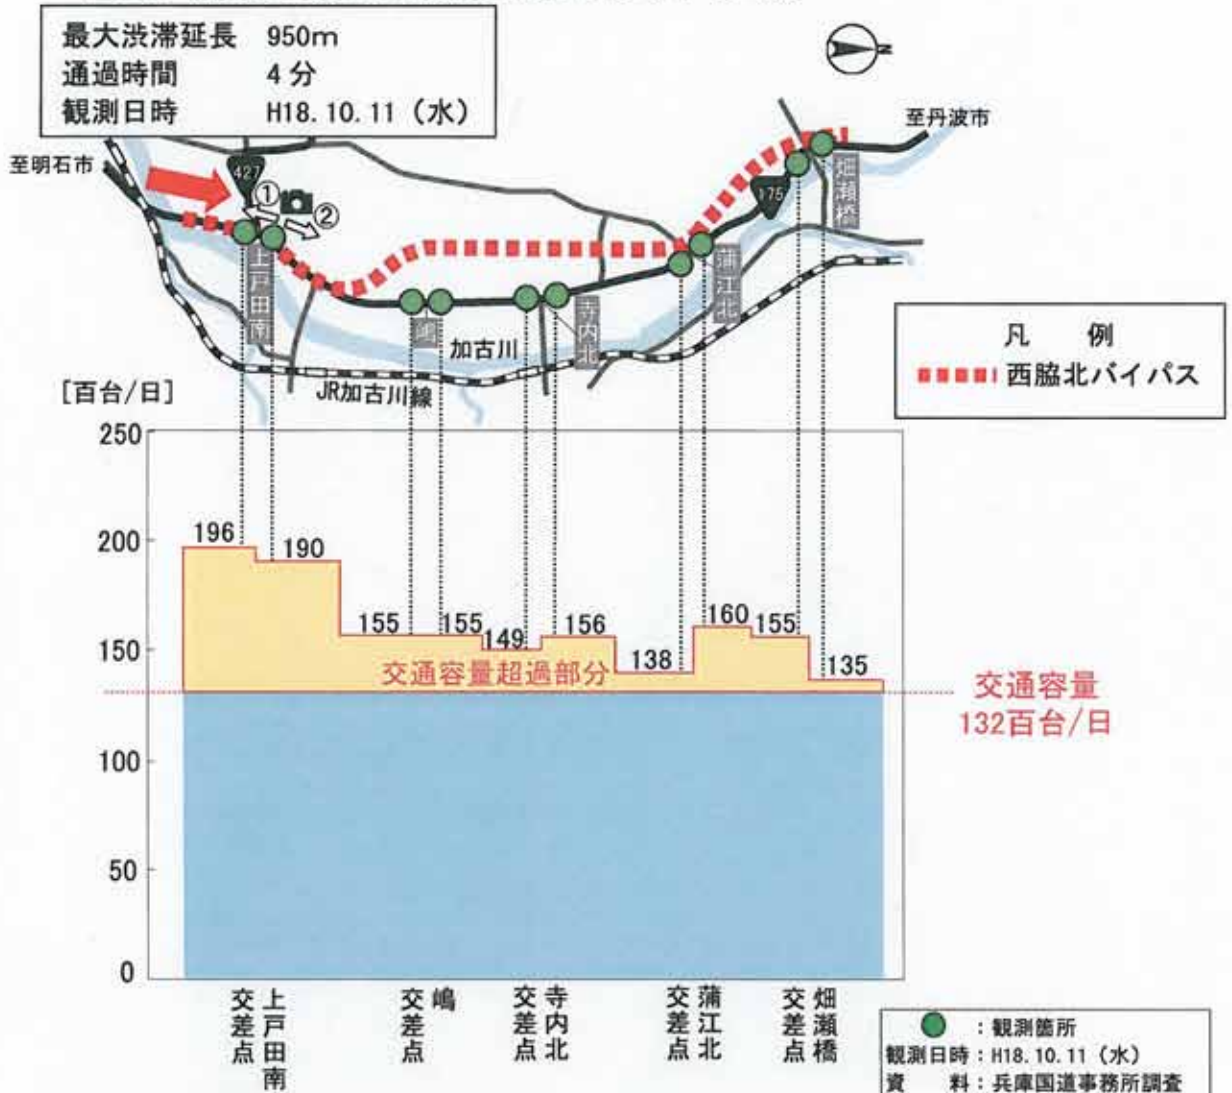 最大渋滞延長 950m
通過時間 4分
観測日時 H18.10.11（水）
N
至丹波市
至明石市
427
①
②
175
畑瀬橋
上戸田南
蒲江北
嶋
寺内北
加古川
JR加古川線
凡 例
西脇北バイパス
[百台/日]
250
200
150
100
50
0
196
190
155
155
149
156
138
160
155
135
交通容量超過部分
交通容量
132百台/日
上戸田南
交差点
嶋
交差点
寺内北
交差点
蒲江北
交差点
畑瀬橋
交差点
：観測箇所
観測日時：H18.10.11（水）
資 料：兵庫国道事務所調査